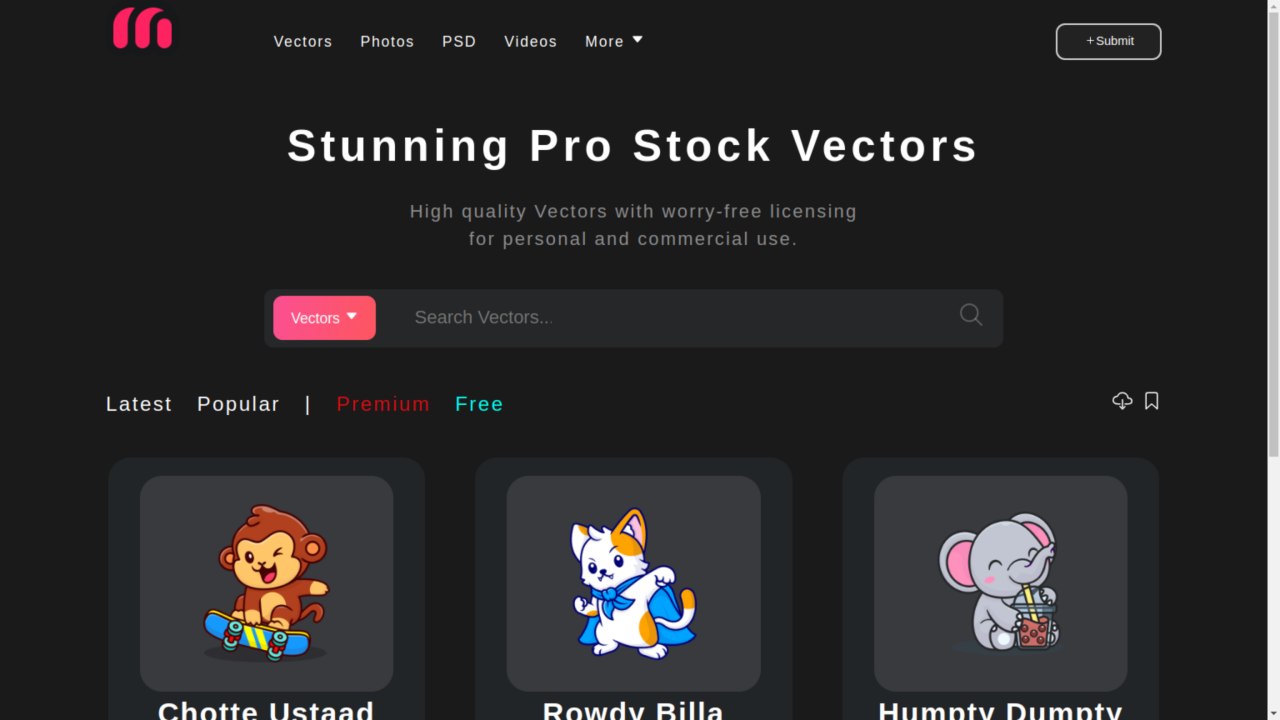 Vectors Photos PSD Videos More +Submit
Stunning Pro Stock Vectors
High quality Vectors with worry-free licensing
for personal and commercial use.
Vectors Search Vectors...
Latest Popular | Premium Free
Chotte Ustaad Rowdy Billa Humpty Dumpty